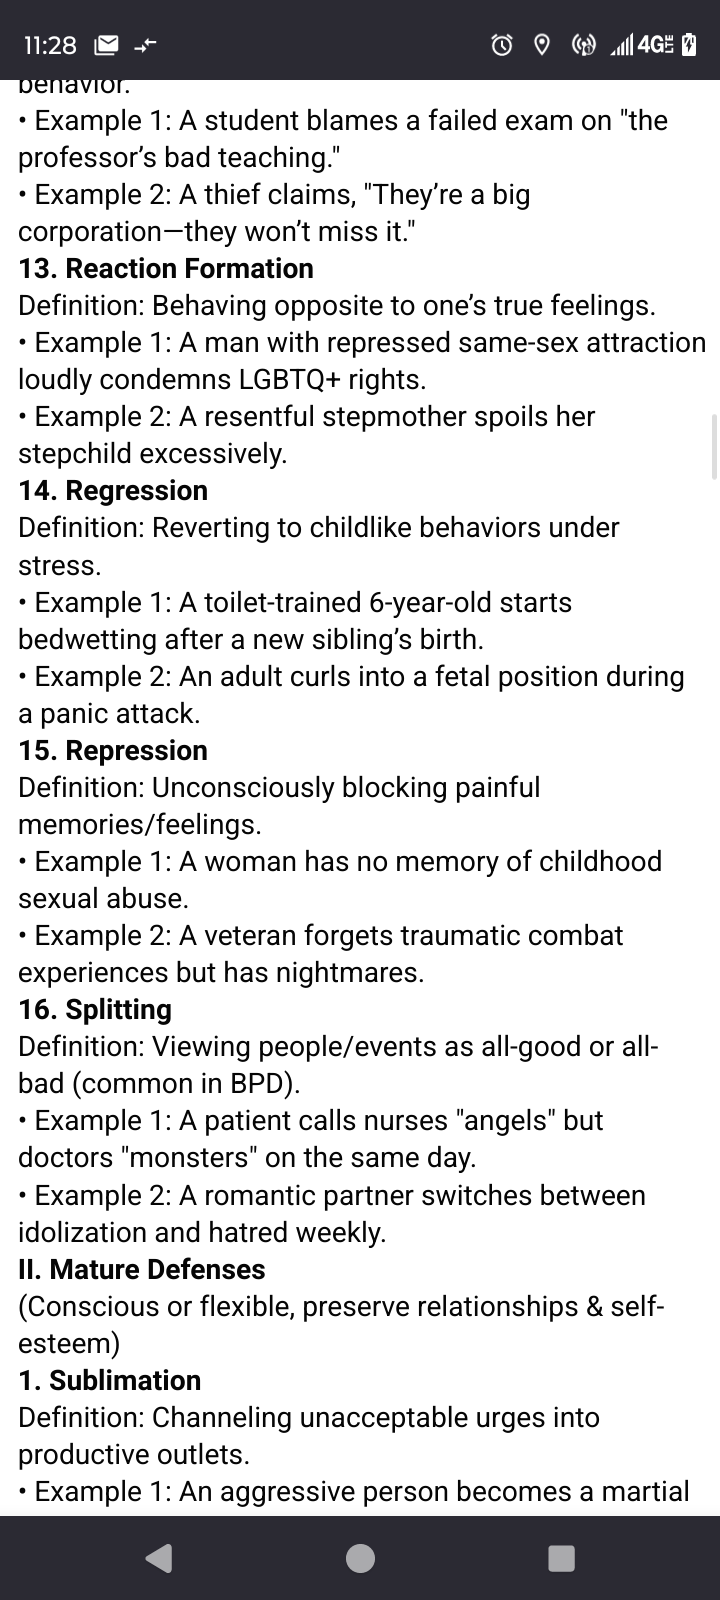 11:28
4G LTE
behavior.
• Example 1: A student blames a failed exam on "the
professor’s bad teaching."
• Example 2: A thief claims, "They’re a big
corporation—they won’t miss it."
13. Reaction Formation
Definition: Behaving opposite to one’s true feelings.
• Example 1: A man with repressed same-sex attraction
loudly condemns LGBTQ+ rights.
• Example 2: A resentful stepmother spoils her
stepchild excessively.
14. Regression
Definition: Reverting to childlike behaviors under
stress.
• Example 1: A toilet-trained 6-year-old starts
bedwetting after a new sibling’s birth.
• Example 2: An adult curls into a fetal position during
a panic attack.
15. Repression
Definition: Unconsciously blocking painful
memories/feelings.
• Example 1: A woman has no memory of childhood
sexual abuse.
• Example 2: A veteran forgets traumatic combat
experiences but has nightmares.
16. Splitting
Definition: Viewing people/events as all-good or all-
bad (common in BPD).
• Example 1: A patient calls nurses "angels" but
doctors "monsters" on the same day.
• Example 2: A romantic partner switches between
idolization and hatred weekly.
II. Mature Defenses
(Conscious or flexible, preserve relationships & self-
esteem)
1. Sublimation
Definition: Channeling unacceptable urges into
productive outlets.
• Example 1: An aggressive person becomes a martial